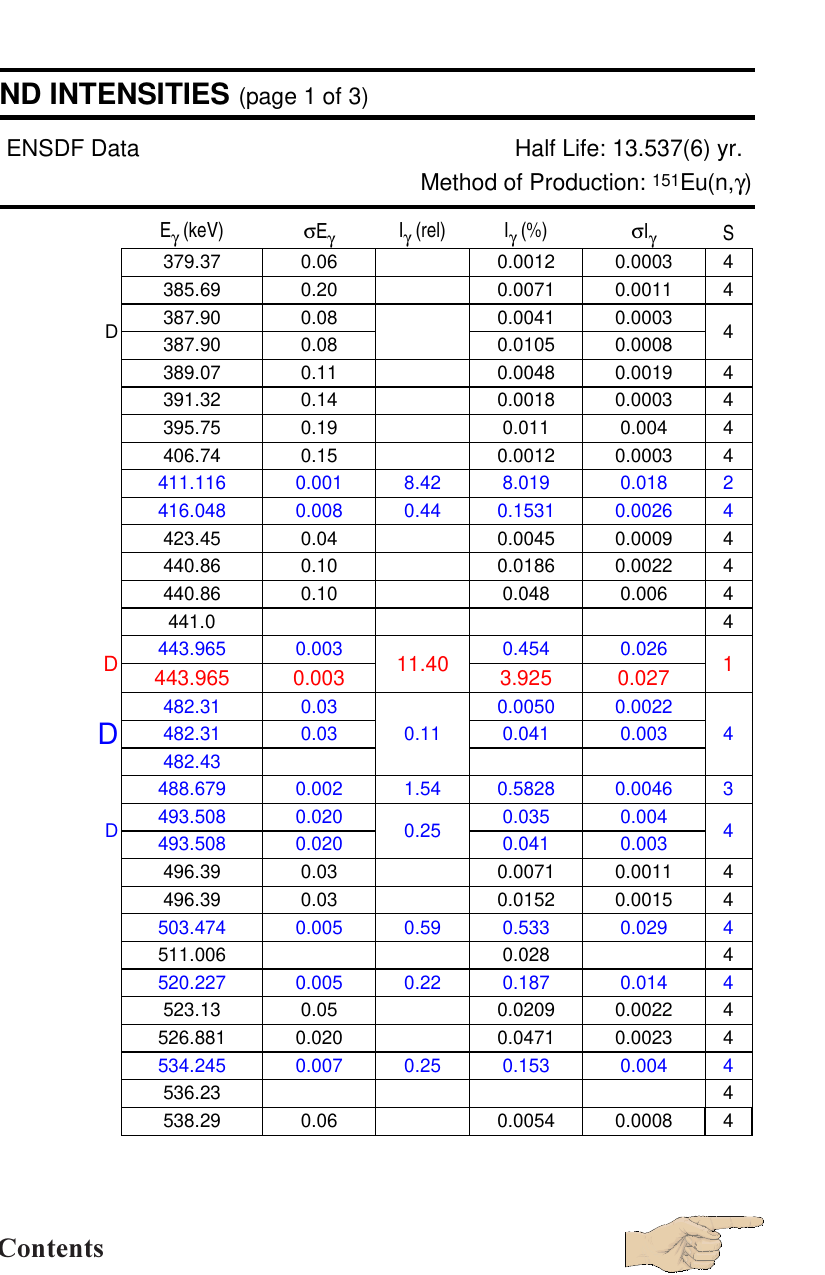 ND INTENSITIES (page 1 of 3)
ENSDF Data Half Life: 13.537(6) yr.
Method of Production: 151Eu(n,γ)
Eγ (keV) σEγ Iγ (rel) Iγ (%) σIγ S
379.37 0.06 0.0012 0.0003 4
385.69 0.20 0.0071 0.0011 4
387.90 0.08 0.0041 0.0003
D 4
387.90 0.08 0.0105 0.0008
389.07 0.11 0.0048 0.0019 4
391.32 0.14 0.0018 0.0003 4
395.75 0.19 0.011 0.004 4
406.74 0.15 0.0012 0.0003 4
411.116 0.001 8.42 8.019 0.018 2
416.048 0.008 0.44 0.1531 0.0026 4
423.45 0.04 0.0045 0.0009 4
440.86 0.10 0.0186 0.0022 4
440.86 0.10 0.048 0.006 4
441.0 4
443.965 0.003 0.454 0.026
D 11.40 1
443.965 0.003 3.925 0.027
482.31 0.03 0.0050 0.0022
D 482.31 0.03 0.11 0.041 0.003 4
482.43
488.679 0.002 1.54 0.5828 0.0046 3
493.508 0.020 0.035 0.004
D 0.25 4
493.508 0.020 0.041 0.003
496.39 0.03 0.0071 0.0011 4
496.39 0.03 0.0152 0.0015 4
503.474 0.005 0.59 0.533 0.029 4
511.006 0.028 4
520.227 0.005 0.22 0.187 0.014 4
523.13 0.05 0.0209 0.0022 4
526.881 0.020 0.0471 0.0023 4
534.245 0.007 0.25 0.153 0.004 4
536.23 4
538.29 0.06 0.0054 0.0008 4
Contents